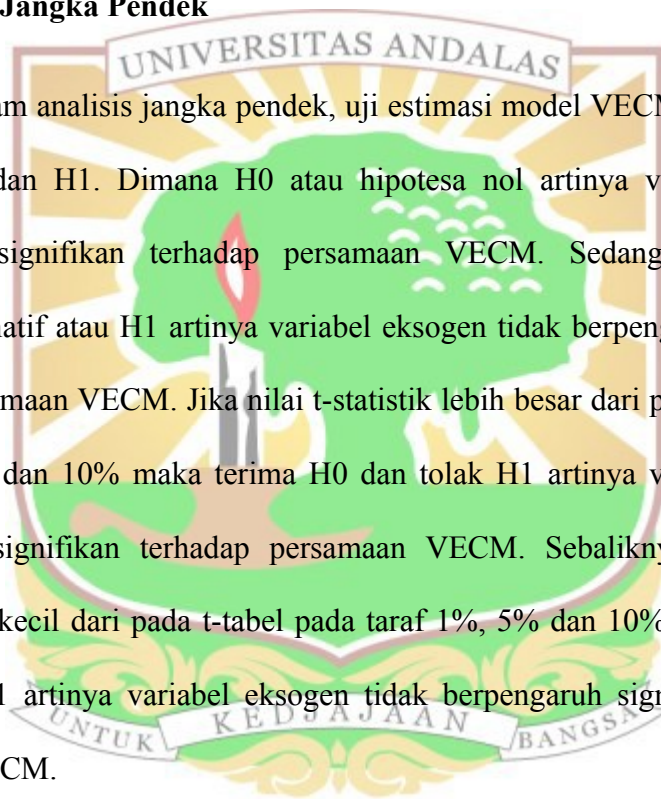 Jangka Pendek
UNIVERSITAS ANDALAS
am analisis jangka pendek, uji estimasi model VECM
dan H1. Dimana H0 atau hipotesa nol artinya v
signifikan terhadap persamaan VECM. Sedang
natif atau H1 artinya variabel eksogen tidak berpeng
maan VECM. Jika nilai t-statistik lebih besar dari p
dan 10% maka terima H0 dan tolak H1 artinya v
signifikan terhadap persamaan VECM. Sebalikny
kecil dari pada t-tabel pada taraf 1%, 5% dan 10%
1 artinya variabel eksogen tidak berpengaruh sign
UNTUK KEDJAJAAN BANGSA
CM.